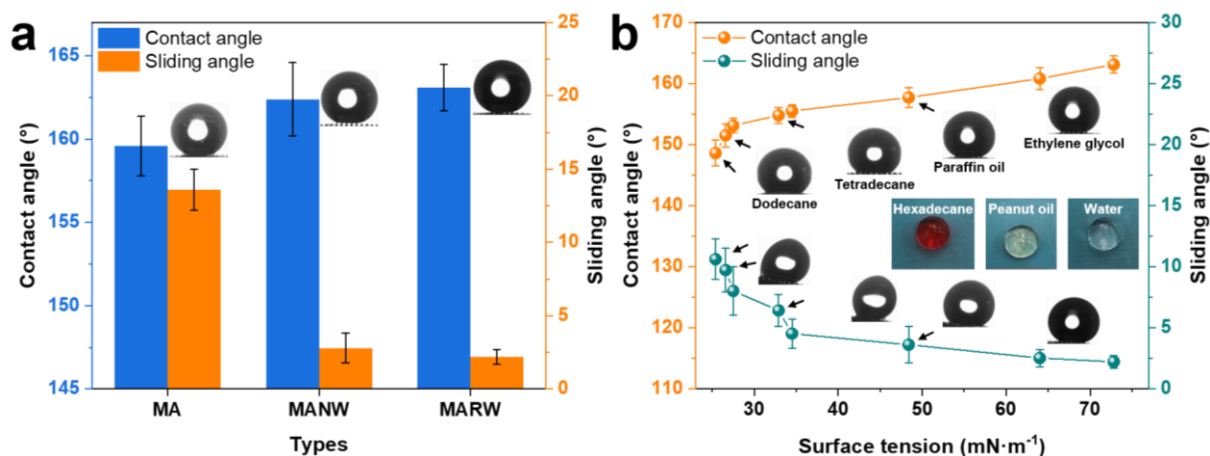 a
Contact angle
Sliding angle
Contact angle (°)
165
160
155
150
145
25
20
15
10
5
0
Sliding angle (°)
MA
MANW
MARW
Types
b
Contact angle
Sliding angle
Contact angle (°)
170
160
150
140
130
120
110
30
25
20
15
10
5
0
Sliding angle (°)
Ethylene glycol
Paraffin oil
Tetradecane
Dodecane
Hexadecane
Peanut oil
Water
30
40
50
60
70
Surface tension (mN·m⁻¹)